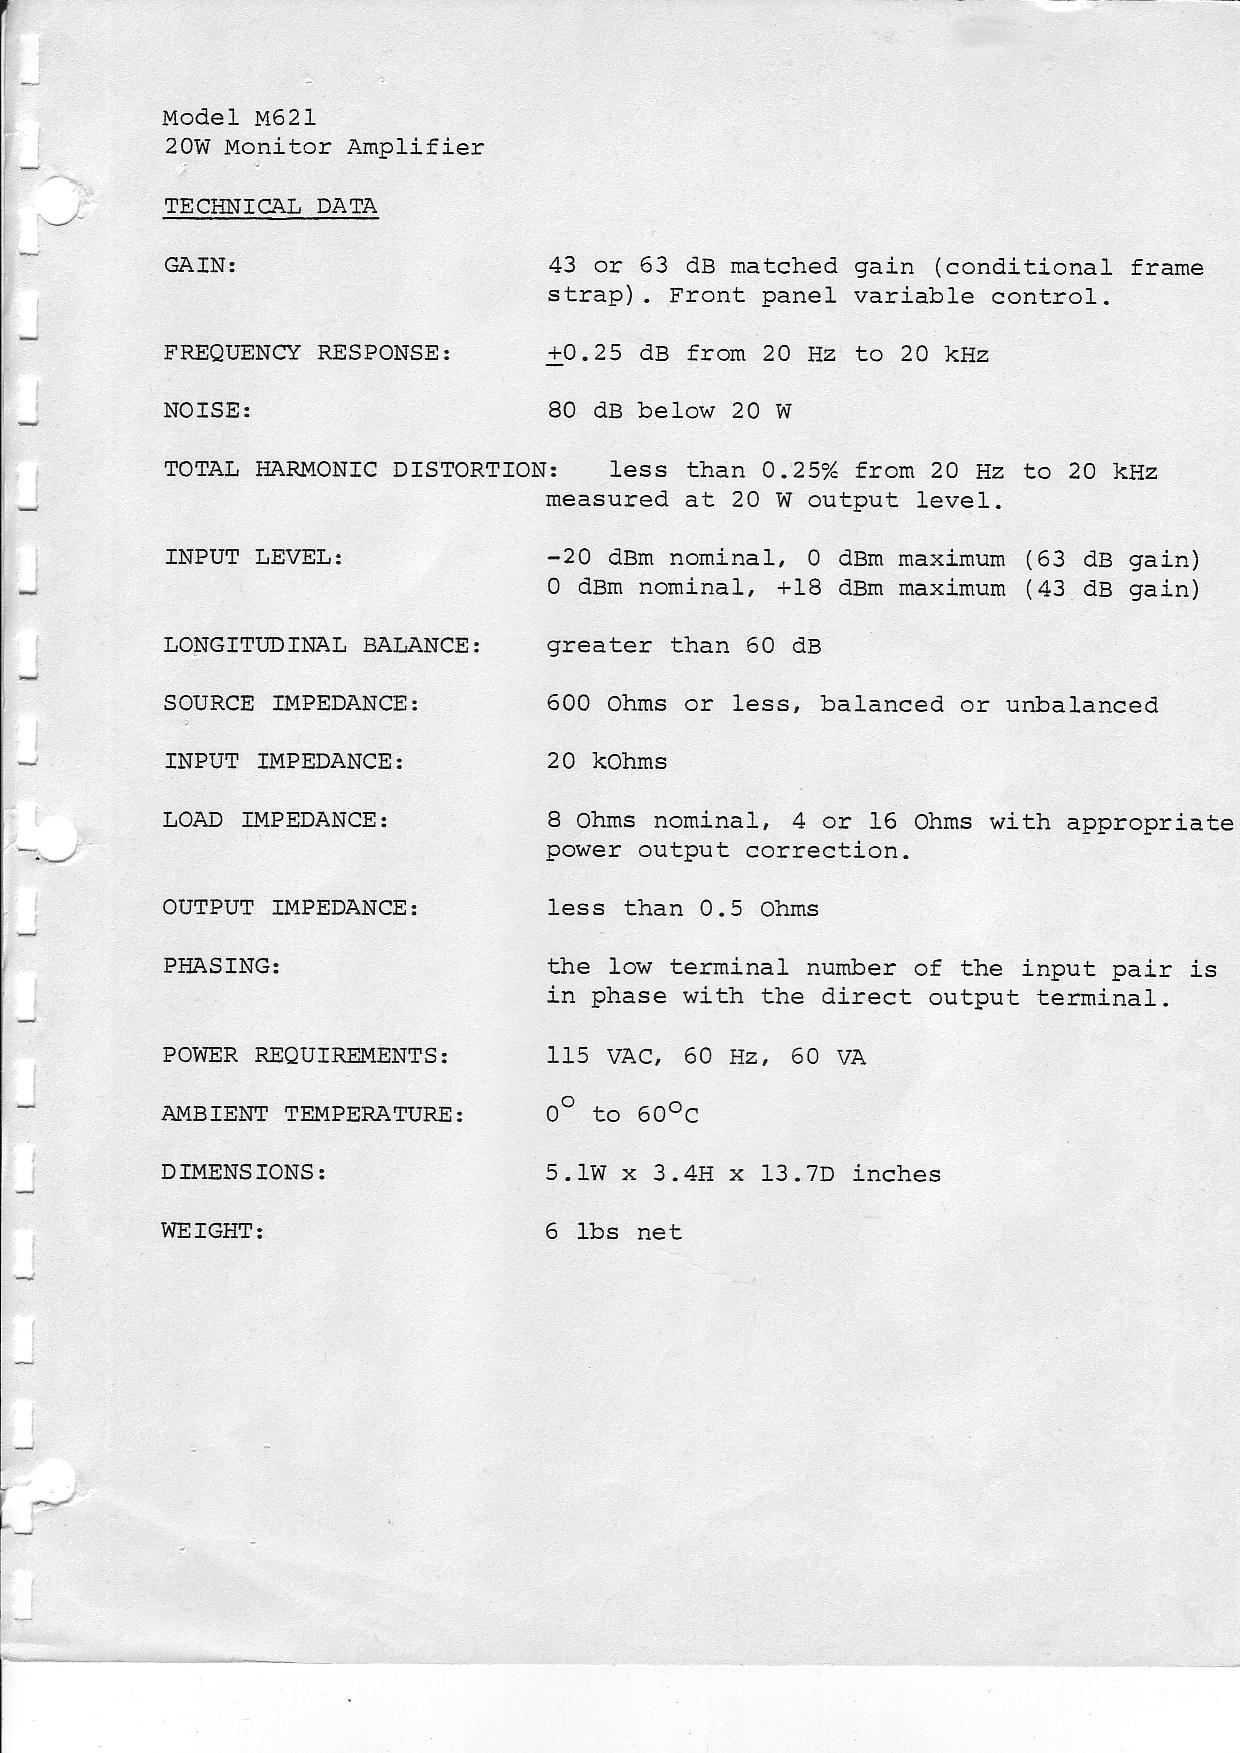 Model M621
20W Monitor Amplifier
TECHNICAL DATA
GAIN: 43 or 63 dB matched gain (conditional frame
strap). Front panel variable control.
FREQUENCY RESPONSE: ±0.25 dB from 20 Hz to 20 kHz
NOISE: 80 dB below 20 W
TOTAL HARMONIC DISTORTION: less than 0.25% from 20 Hz to 20 kHz
measured at 20 W output level.
INPUT LEVEL: -20 dBm nominal, 0 dBm maximum (63 dB gain)
0 dBm nominal, +18 dBm maximum (43 dB gain)
LONGITUDINAL BALANCE: greater than 60 dB
SOURCE IMPEDANCE: 600 Ohms or less, balanced or unbalanced
INPUT IMPEDANCE: 20 kOhms
LOAD IMPEDANCE: 8 Ohms nominal, 4 or 16 Ohms with appropriate
power output correction.
OUTPUT IMPEDANCE: less than 0.5 Ohms
PHASING: the low terminal number of the input pair is
in phase with the direct output terminal.
POWER REQUIREMENTS: 115 VAC, 60 Hz, 60 VA
AMBIENT TEMPERATURE: 0° to 60°C
DIMENSIONS: 5.1W x 3.4H x 13.7D inches
WEIGHT: 6 lbs net